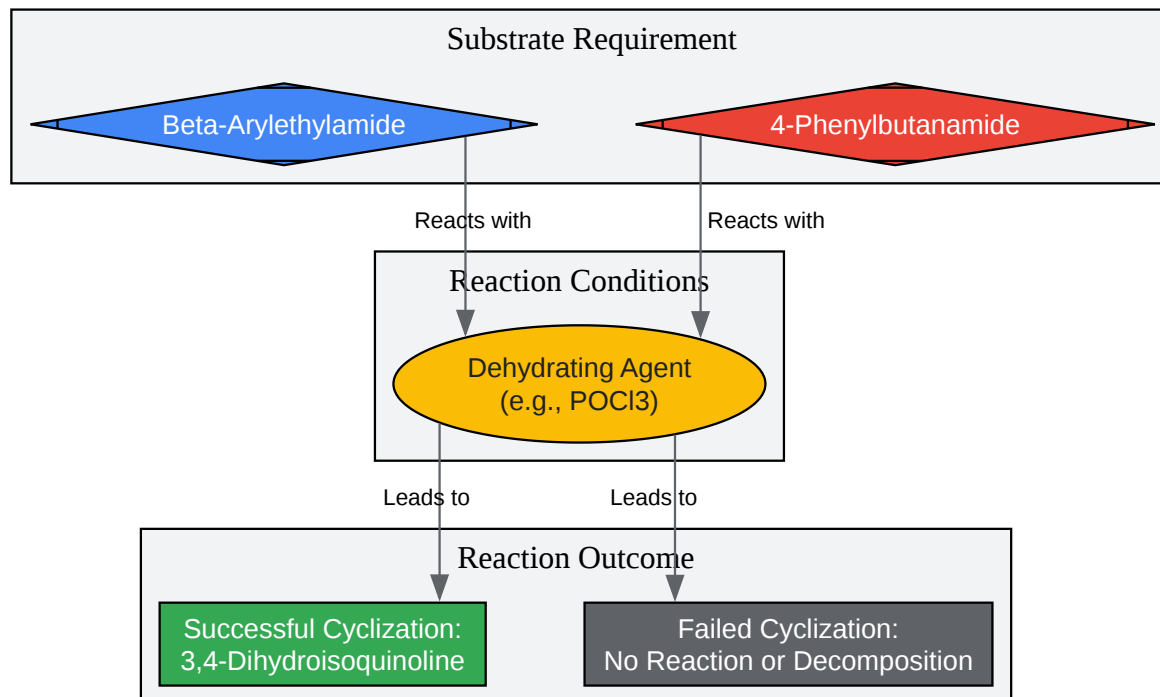 Substrate Requirement
Beta-Arylethylamide
4-Phenylbutanamide
Reacts with
Reacts with
Reaction Conditions
Dehydrating Agent
(e.g., POCl3)
Leads to
Leads to
Reaction Outcome
Successful Cyclization:
3,4-Dihydroisoquinoline
Failed Cyclization:
No Reaction or Decomposition